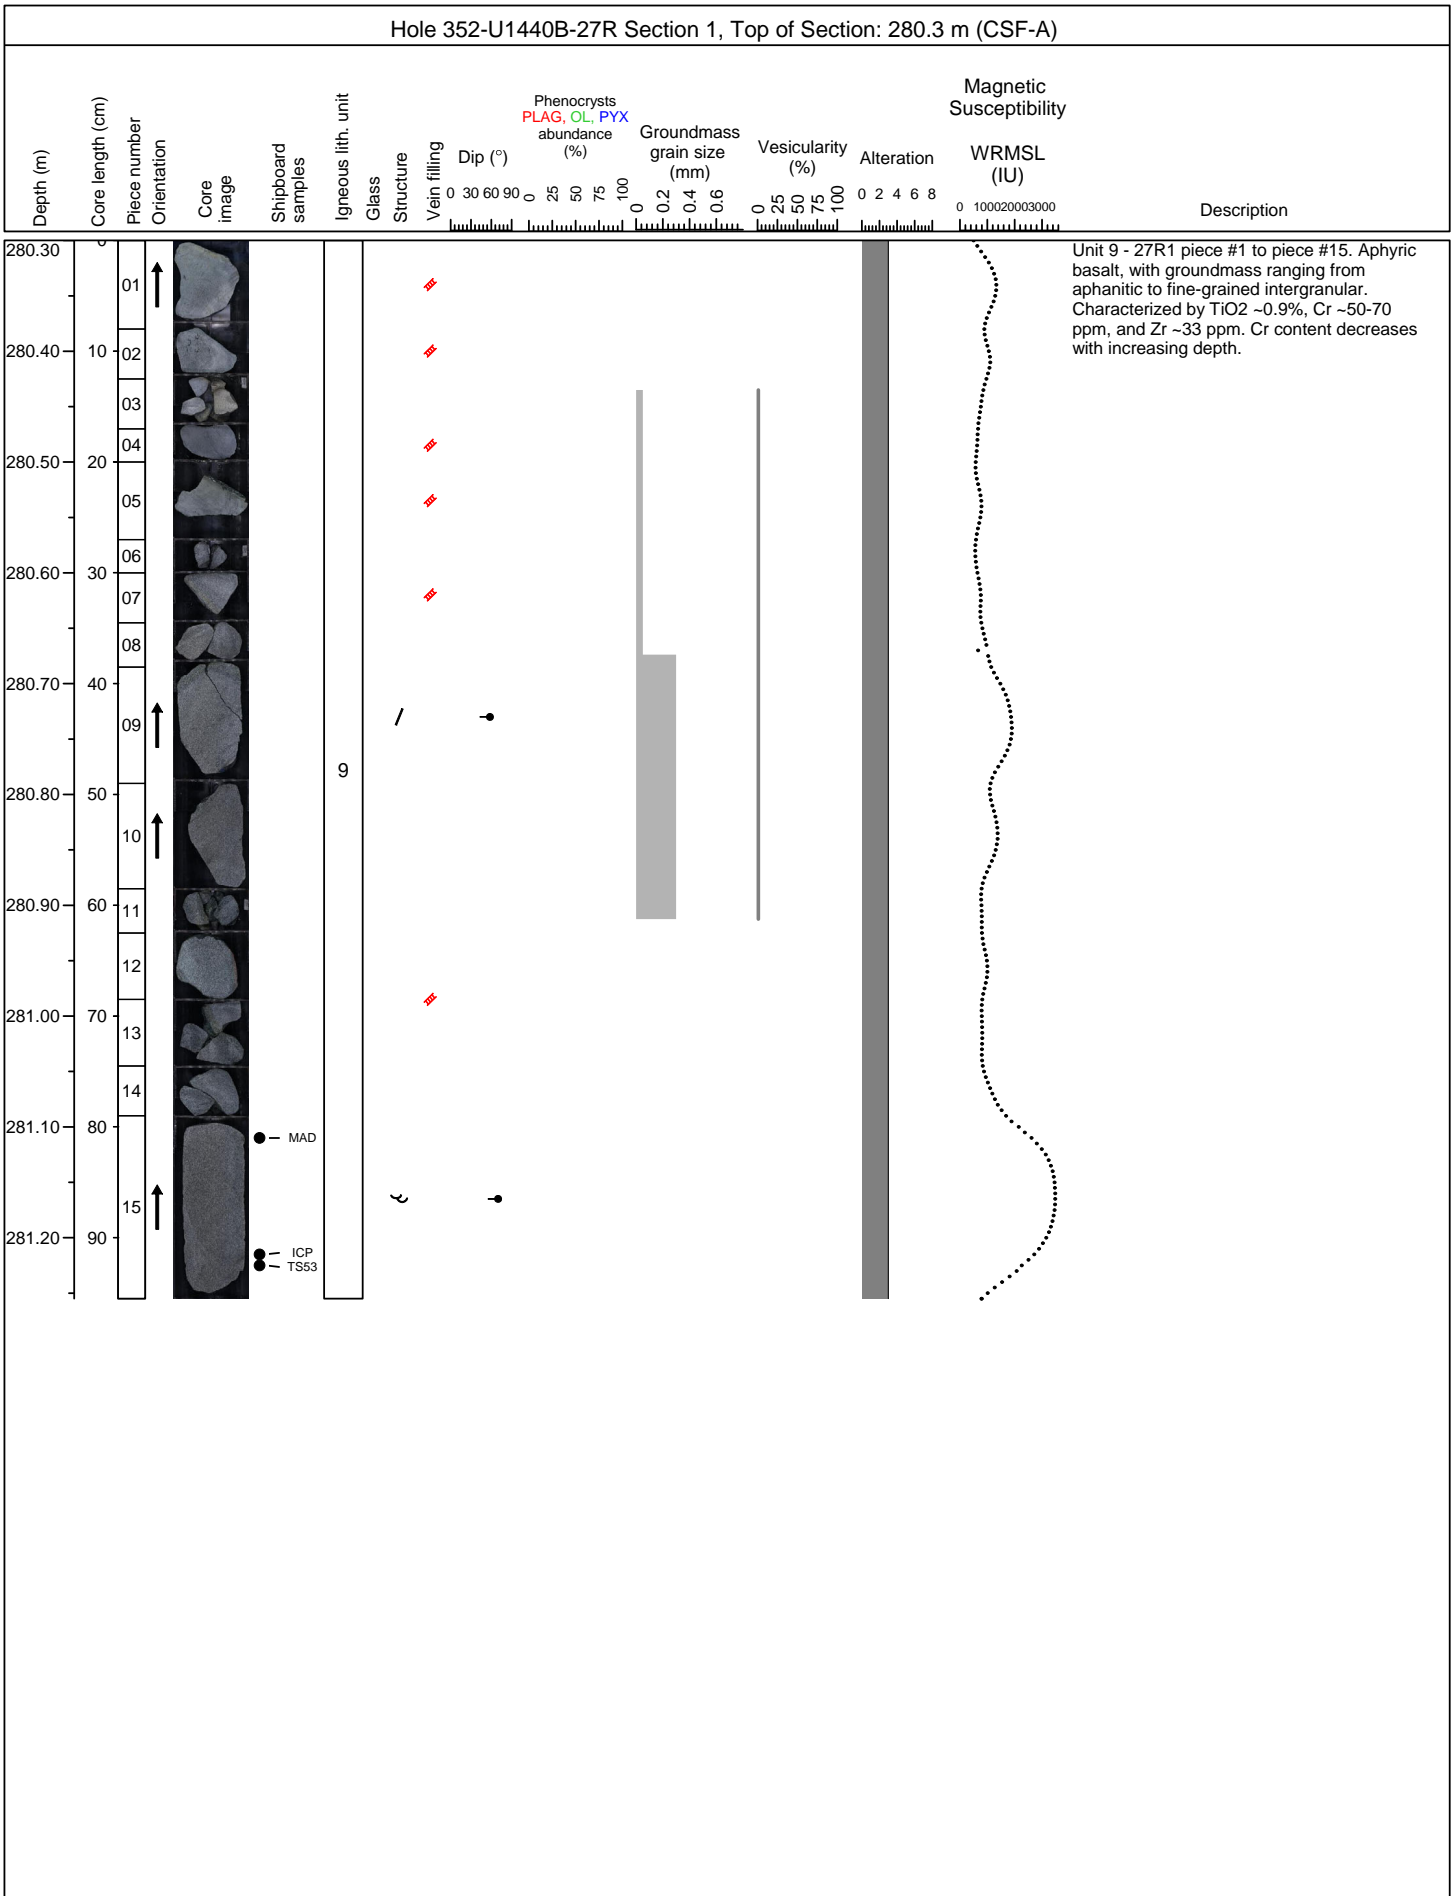 Hole 352-U1440B-27R Section 1, Top of Section: 280.3 m (CSF-A)
Depth (m)
Core length (cm)
Piece number
Orientation
Core
image
Shipboard
samples
Igneous lith. unit
Glass
Structure
Vein filling
Dip (°)
0 30 60 90
Phenocrysts
PLAG, OL, PYX
abundance
(%)
0 25 50 75 100
Groundmass
grain size
(mm)
0 0.2 0.4 0.6
Vesicularity
(%)
0 25 50 75 100
Alteration
0 2 4 6 8
Magnetic
Susceptibility
WRMSL
(IU)
0 100020003000
Description
280.30
280.40
280.50
280.60
280.70
280.80
280.90
281.00
281.10
281.20
0
10
20
30
40
50
60
70
80
90
01
02
03
04
05
06
07
08
09
10
11
12
13
14
15
MAD
ICP
TS53
9
Unit 9 - 27R1 piece #1 to piece #15. Aphyric
basalt, with groundmass ranging from
aphanitic to fine-grained intergranular.
Characterized by TiO2 ~0.9%, Cr ~50-70
ppm, and Zr ~33 ppm. Cr content decreases
with increasing depth.